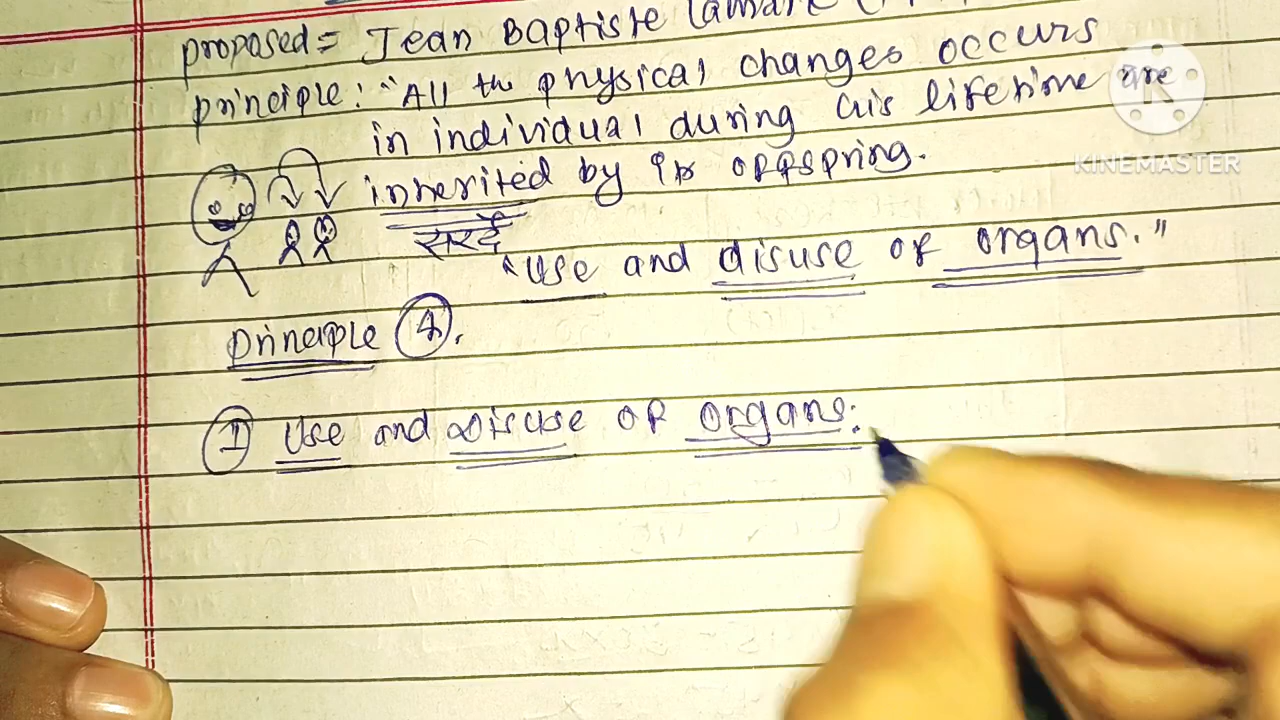 proposed = Jean Baptiste Lamark
principle: "All the physical changes occurs
in individual during his lifetime are
inherited by its offspring.
सरदे
"Use and disuse of organs."
principle 4.
1 Use and Disuse of organs:
KINEMASTER